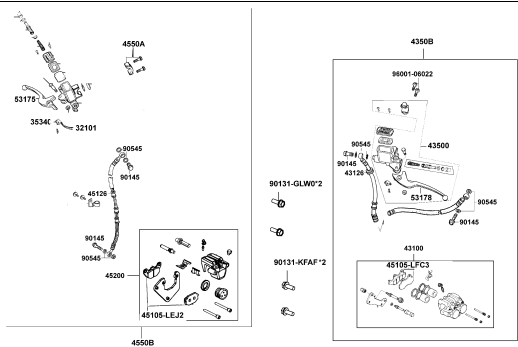 4550A
53175
35340
32101
90545
90145
45126
90145
90545
45200
45105-LEJ2
4550B
90131-GLW0*2
90131-KFAF*2
4350B
96001-06022
43500
90545
90145
43126
53178
90545
90145
43100
45105-LFC3